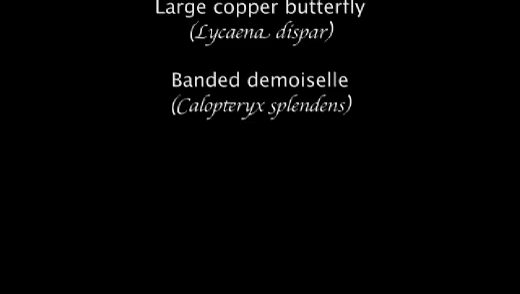 Large copper butterfly
(Lycaena dispar)
Banded demoiselle
(Calopteryx splendens)